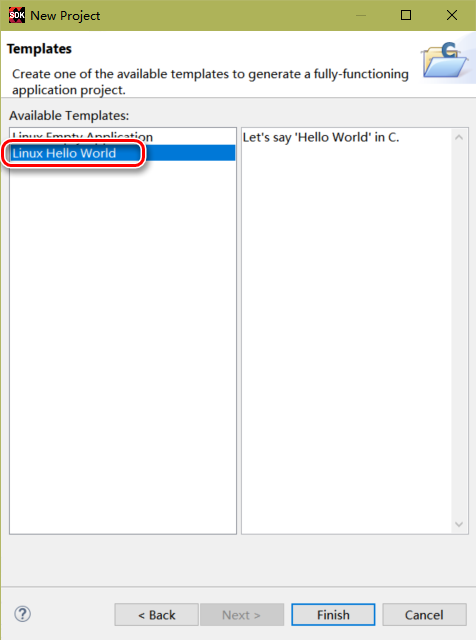 SDK New Project
Templates
Create one of the available templates to generate a fully-functioning
application project.
Available Templates:
Linux Empty Application
Linux Hello World
Let's say 'Hello World' in C.
< Back
Next >
Finish
Cancel